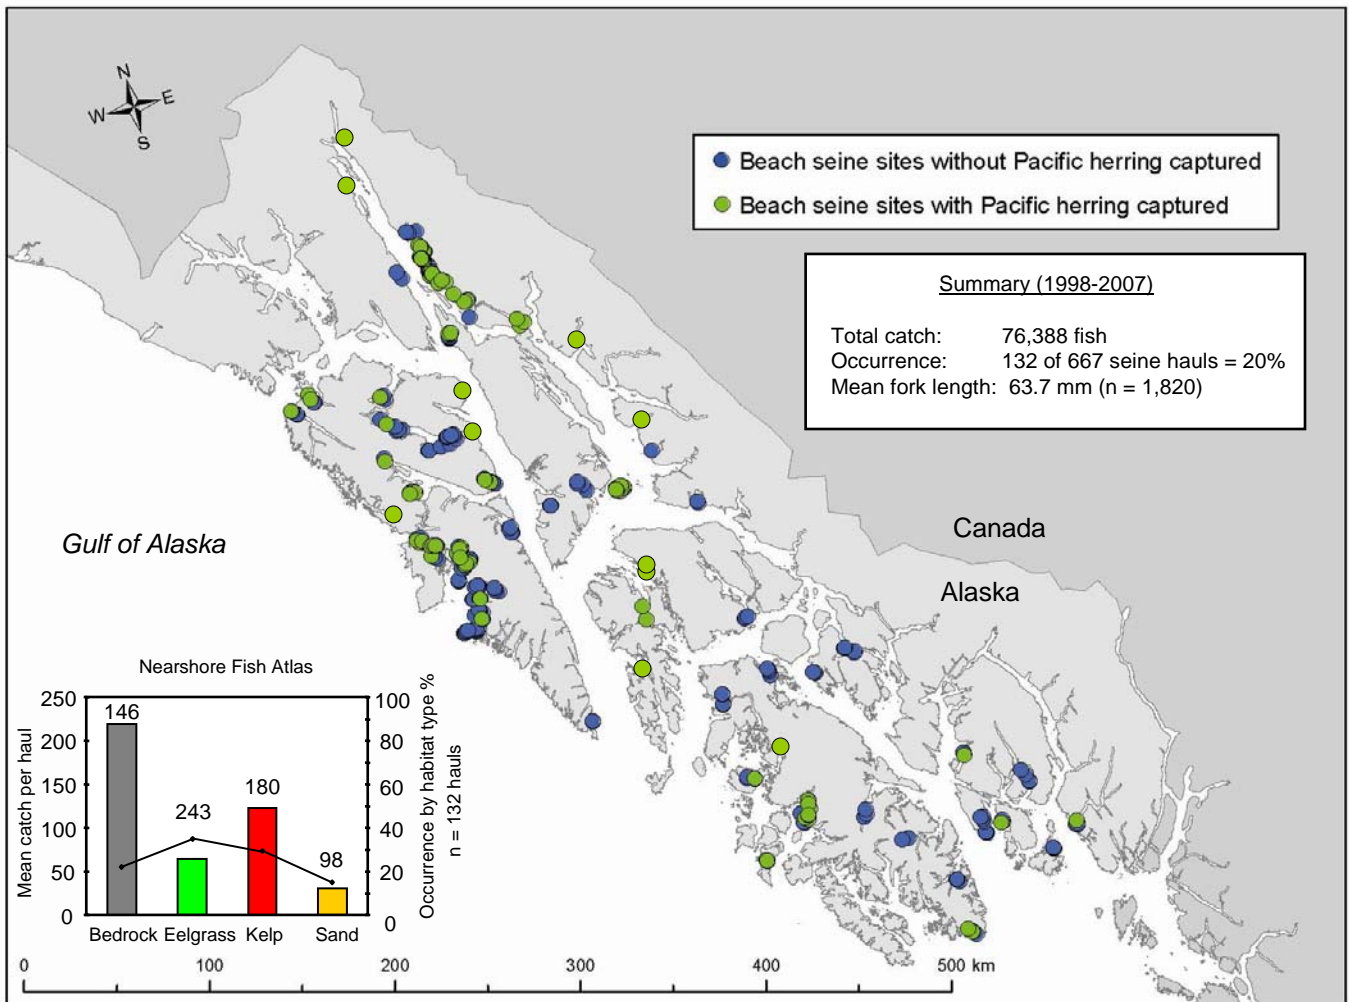 N
W E
S
Beach seine sites without Pacific herring captured
Beach seine sites with Pacific herring captured
Summary (1998-2007)
Total catch: 76,388 fish
Occurrence: 132 of 667 seine hauls = 20%
Mean fork length: 63.7 mm (n = 1,820)
Canada
Gulf of Alaska
Alaska
Nearshore Fish Atlas
Mean catch per haul
250
200
150
100
50
0
146
243
180
98
100
80
60
40
20
0
Occurrence by habitat type %
n = 132 hauls
Bedrock Eelgrass Kelp Sand
0 100 200 300 400 500 km